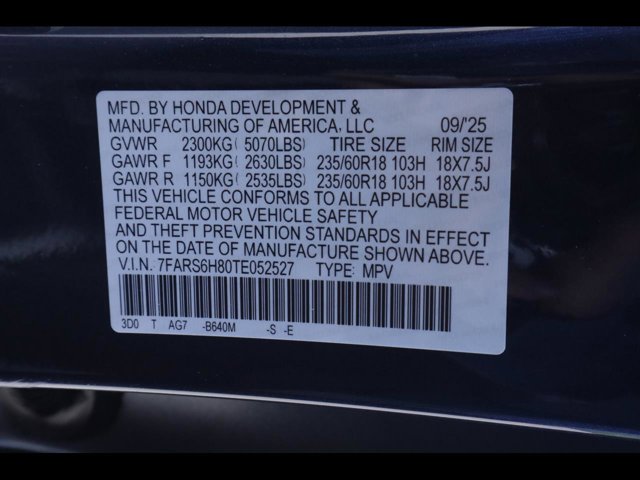 MFD. BY HONDA DEVELOPMENT &
MANUFACTURING OF AMERICA, LLC 09/'25
GVWR 2300KG ( 5070LBS) TIRE SIZE RIM SIZE
GAWR F 1193KG ( 2630LBS) 235/60R18 103H 18X7.5J
GAWR R 1150KG ( 2535LBS) 235/60R18 103H 18X7.5J
THIS VEHICLE CONFORMS TO ALL APPLICABLE
FEDERAL MOTOR VEHICLE SAFETY
AND THEFT PREVENTION STANDARDS IN EFFECT
ON THE DATE OF MANUFACTURE SHOWN ABOVE.
V.I.N. 7FARS6H80TE052527 TYPE: MPV
3D0 T AG7 -B640M -S -E